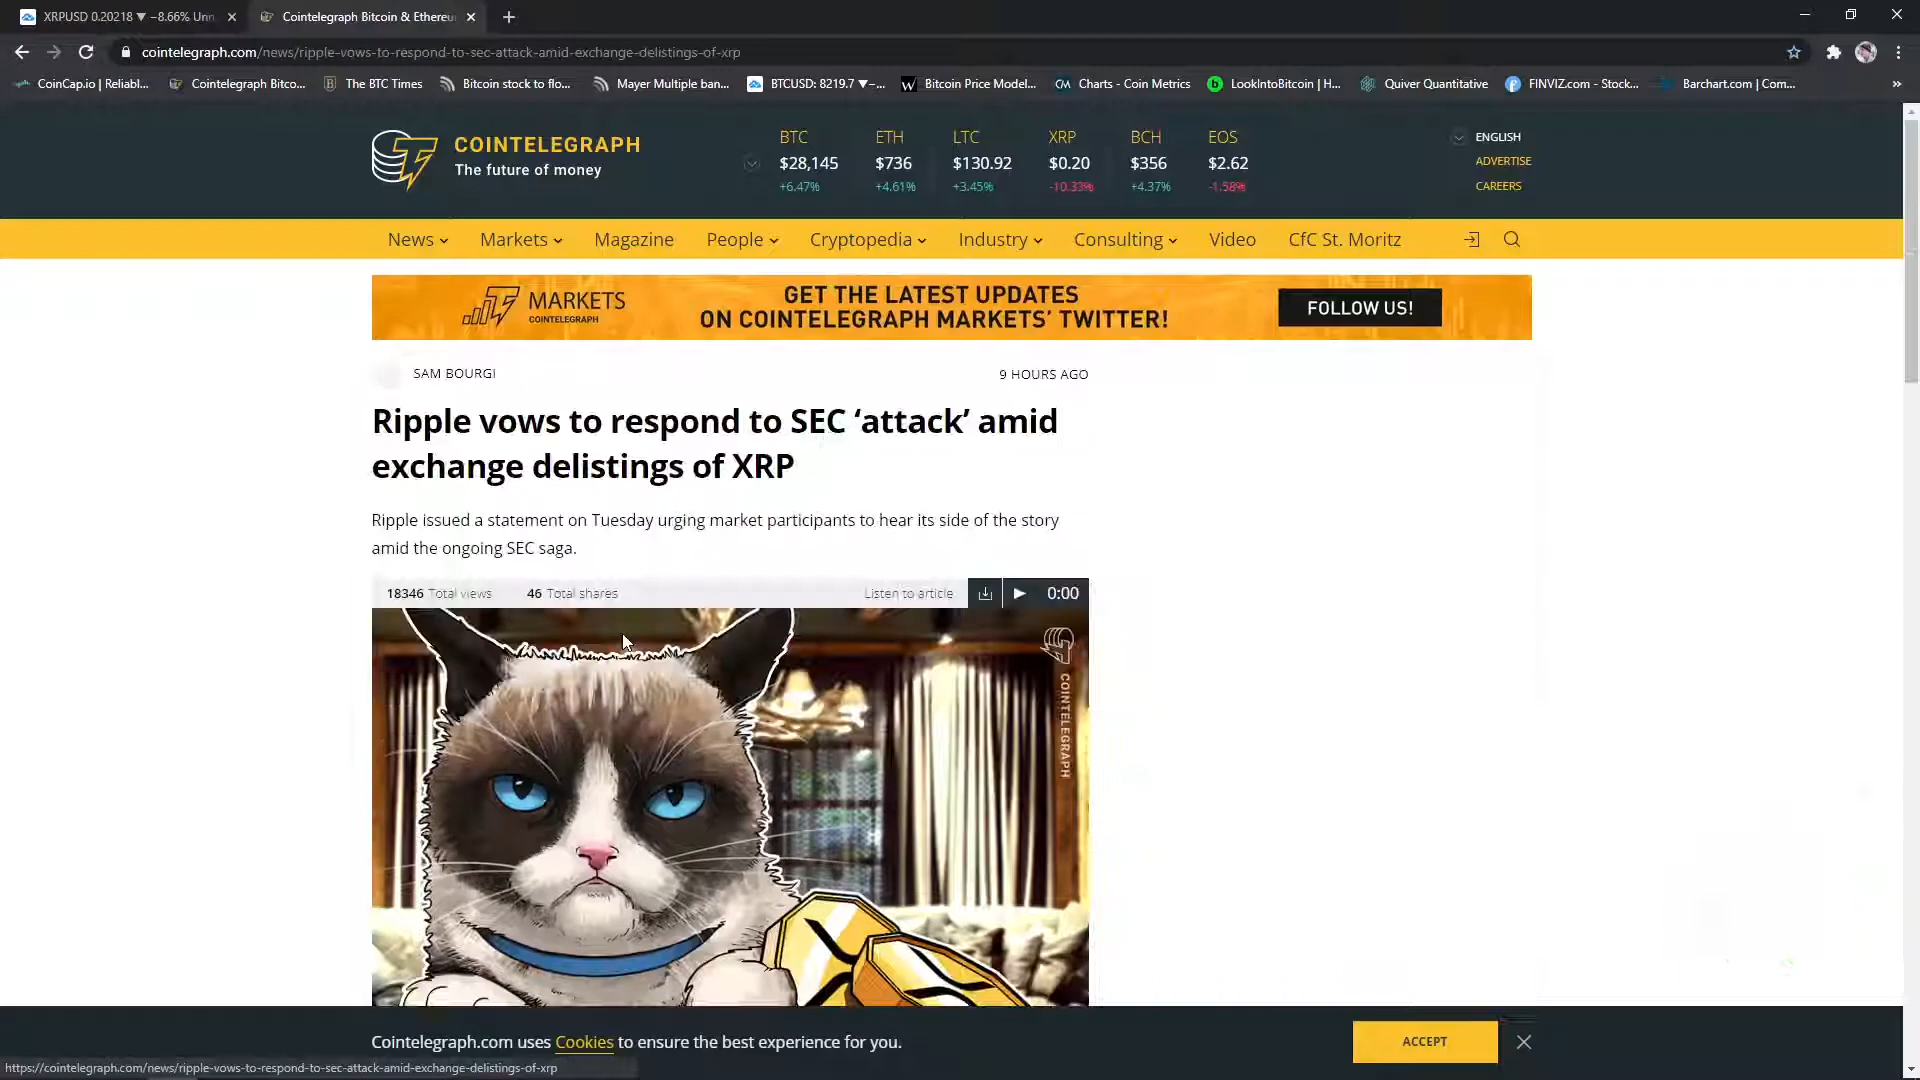 XRPUSD 0.20218 ▼ −8.66% Unn
Cointelegraph Bitcoin & Ethereu
cointelegraph.com/news/ripple-vows-to-respond-to-sec-attack-amid-exchange-delistings-of-xrp
CoinCap.io | Reliabl...
Cointelegraph Bitco...
The BTC Times
Bitcoin stock to flo...
Mayer Multiple ban...
BTCUSD: 8219.7 ▼−...
Bitcoin Price Model...
Charts - Coin Metrics
LookIntoBitcoin | H...
Quiver Quantitative
FINVIZ.com - Stock...
Barchart.com | Com...
COINTELEGRAPH
The future of money
BTC ETH LTC XRP BCH EOS
$28,145 $736 $130.92 $0.20 $356 $2.62
+6.47% +4.61% +3.45% -10.33% +4.37% -1.58%
ENGLISH
ADVERTISE
CAREERS
News Markets Magazine People Cryptopedia Industry Consulting Video CfC St. Moritz
MARKETS
COINTELEGRAPH
GET THE LATEST UPDATES
ON COINTELEGRAPH MARKETS’ TWITTER!
FOLLOW US!
SAM BOURGI
9 HOURS AGO
Ripple vows to respond to SEC ‘attack’ amid
exchange delistings of XRP
Ripple issued a statement on Tuesday urging market participants to hear its side of the story
amid the ongoing SEC saga.
18346 Total views 46 Total shares Listen to article 0:00
COINTELEGRAPH
Cointelegraph.com uses Cookies to ensure the best experience for you.
ACCEPT
https://cointelegraph.com/news/ripple-vows-to-respond-to-sec-attack-amid-exchange-delistings-of-xrp